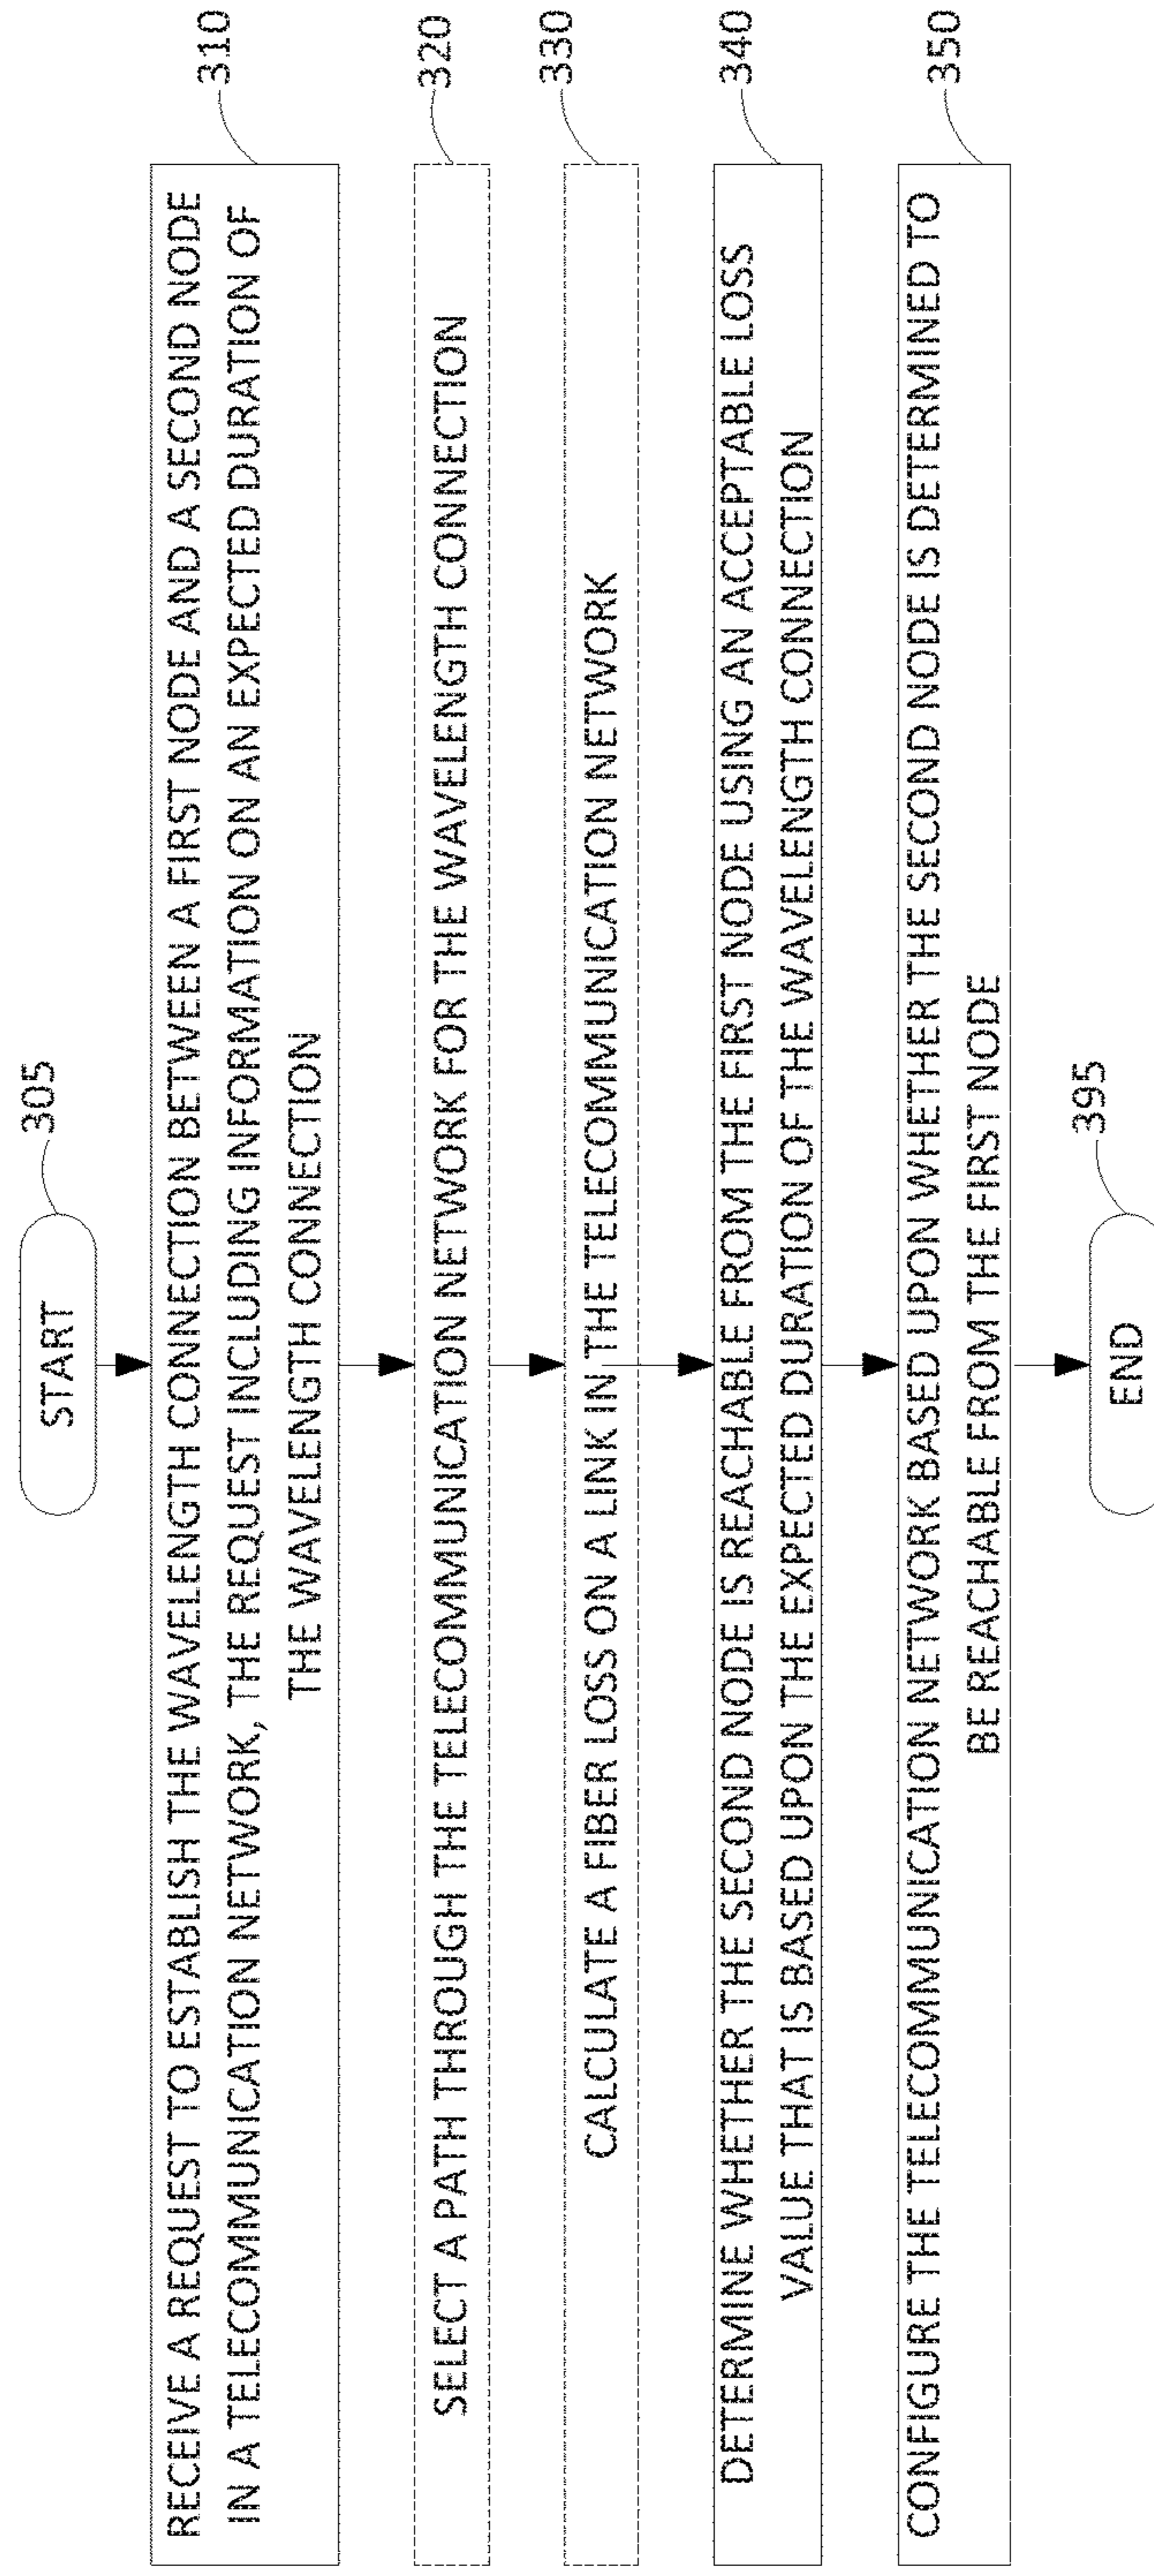 305
START
310
RECEIVE A REQUEST TO ESTABLISH THE WAVELENGTH CONNECTION BETWEEN A FIRST NODE AND A SECOND NODE
IN A TELECOMMUNICATION NETWORK, THE REQUEST INCLUDING INFORMATION ON AN EXPECTED DURATION OF
THE WAVELENGTH CONNECTION
320
SELECT A PATH THROUGH THE TELECOMMUNICATION NETWORK FOR THE WAVELENGTH CONNECTION
330
CALCULATE A FIBER LOSS ON A LINK IN THE TELECOMMUNICATION NETWORK
340
DETERMINE WHETHER THE SECOND NODE IS REACHABLE FROM THE FIRST NODE USING AN ACCEPTABLE LOSS
VALUE THAT IS BASED UPON THE EXPECTED DURATION OF THE WAVELENGTH CONNECTION
350
CONFIGURE THE TELECOMMUNICATION NETWORK BASED UPON WHETHER THE SECOND NODE IS DETERMINED TO
BE REACHABLE FROM THE FIRST NODE
395
END